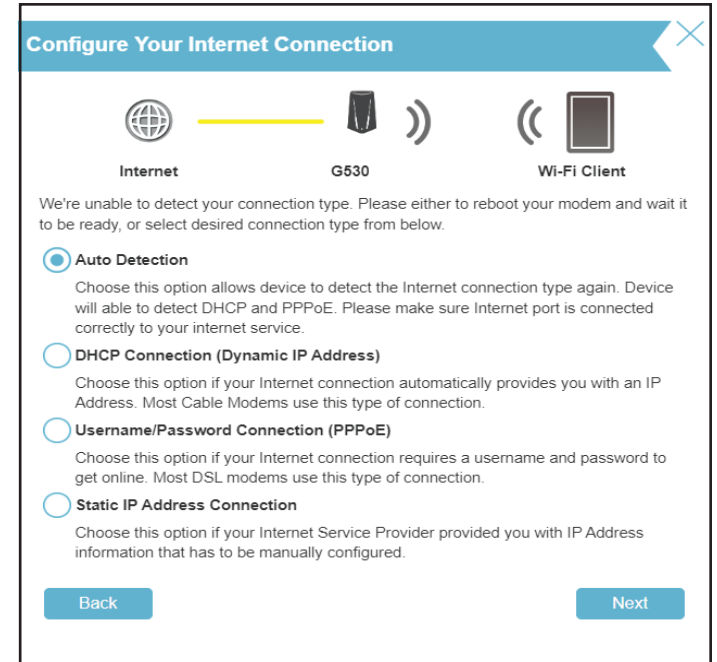 Configure Your Internet Connection
Internet
G530
Wi-Fi Client
We're unable to detect your connection type. Please either to reboot your modem and wait it
to be ready, or select desired connection type from below.
Auto Detection
Choose this option allows device to detect the Internet connection type again. Device
will able to detect DHCP and PPPoE. Please make sure Internet port is connected
correctly to your internet service.
DHCP Connection (Dynamic IP Address)
Choose this option if your Internet connection automatically provides you with an IP
Address. Most Cable Modems use this type of connection.
Username/Password Connection (PPPoE)
Choose this option if your Internet connection requires a username and password to
get online. Most DSL modems use this type of connection.
Static IP Address Connection
Choose this option if your Internet Service Provider provided you with IP Address
information that has to be manually configured.
Back
Next